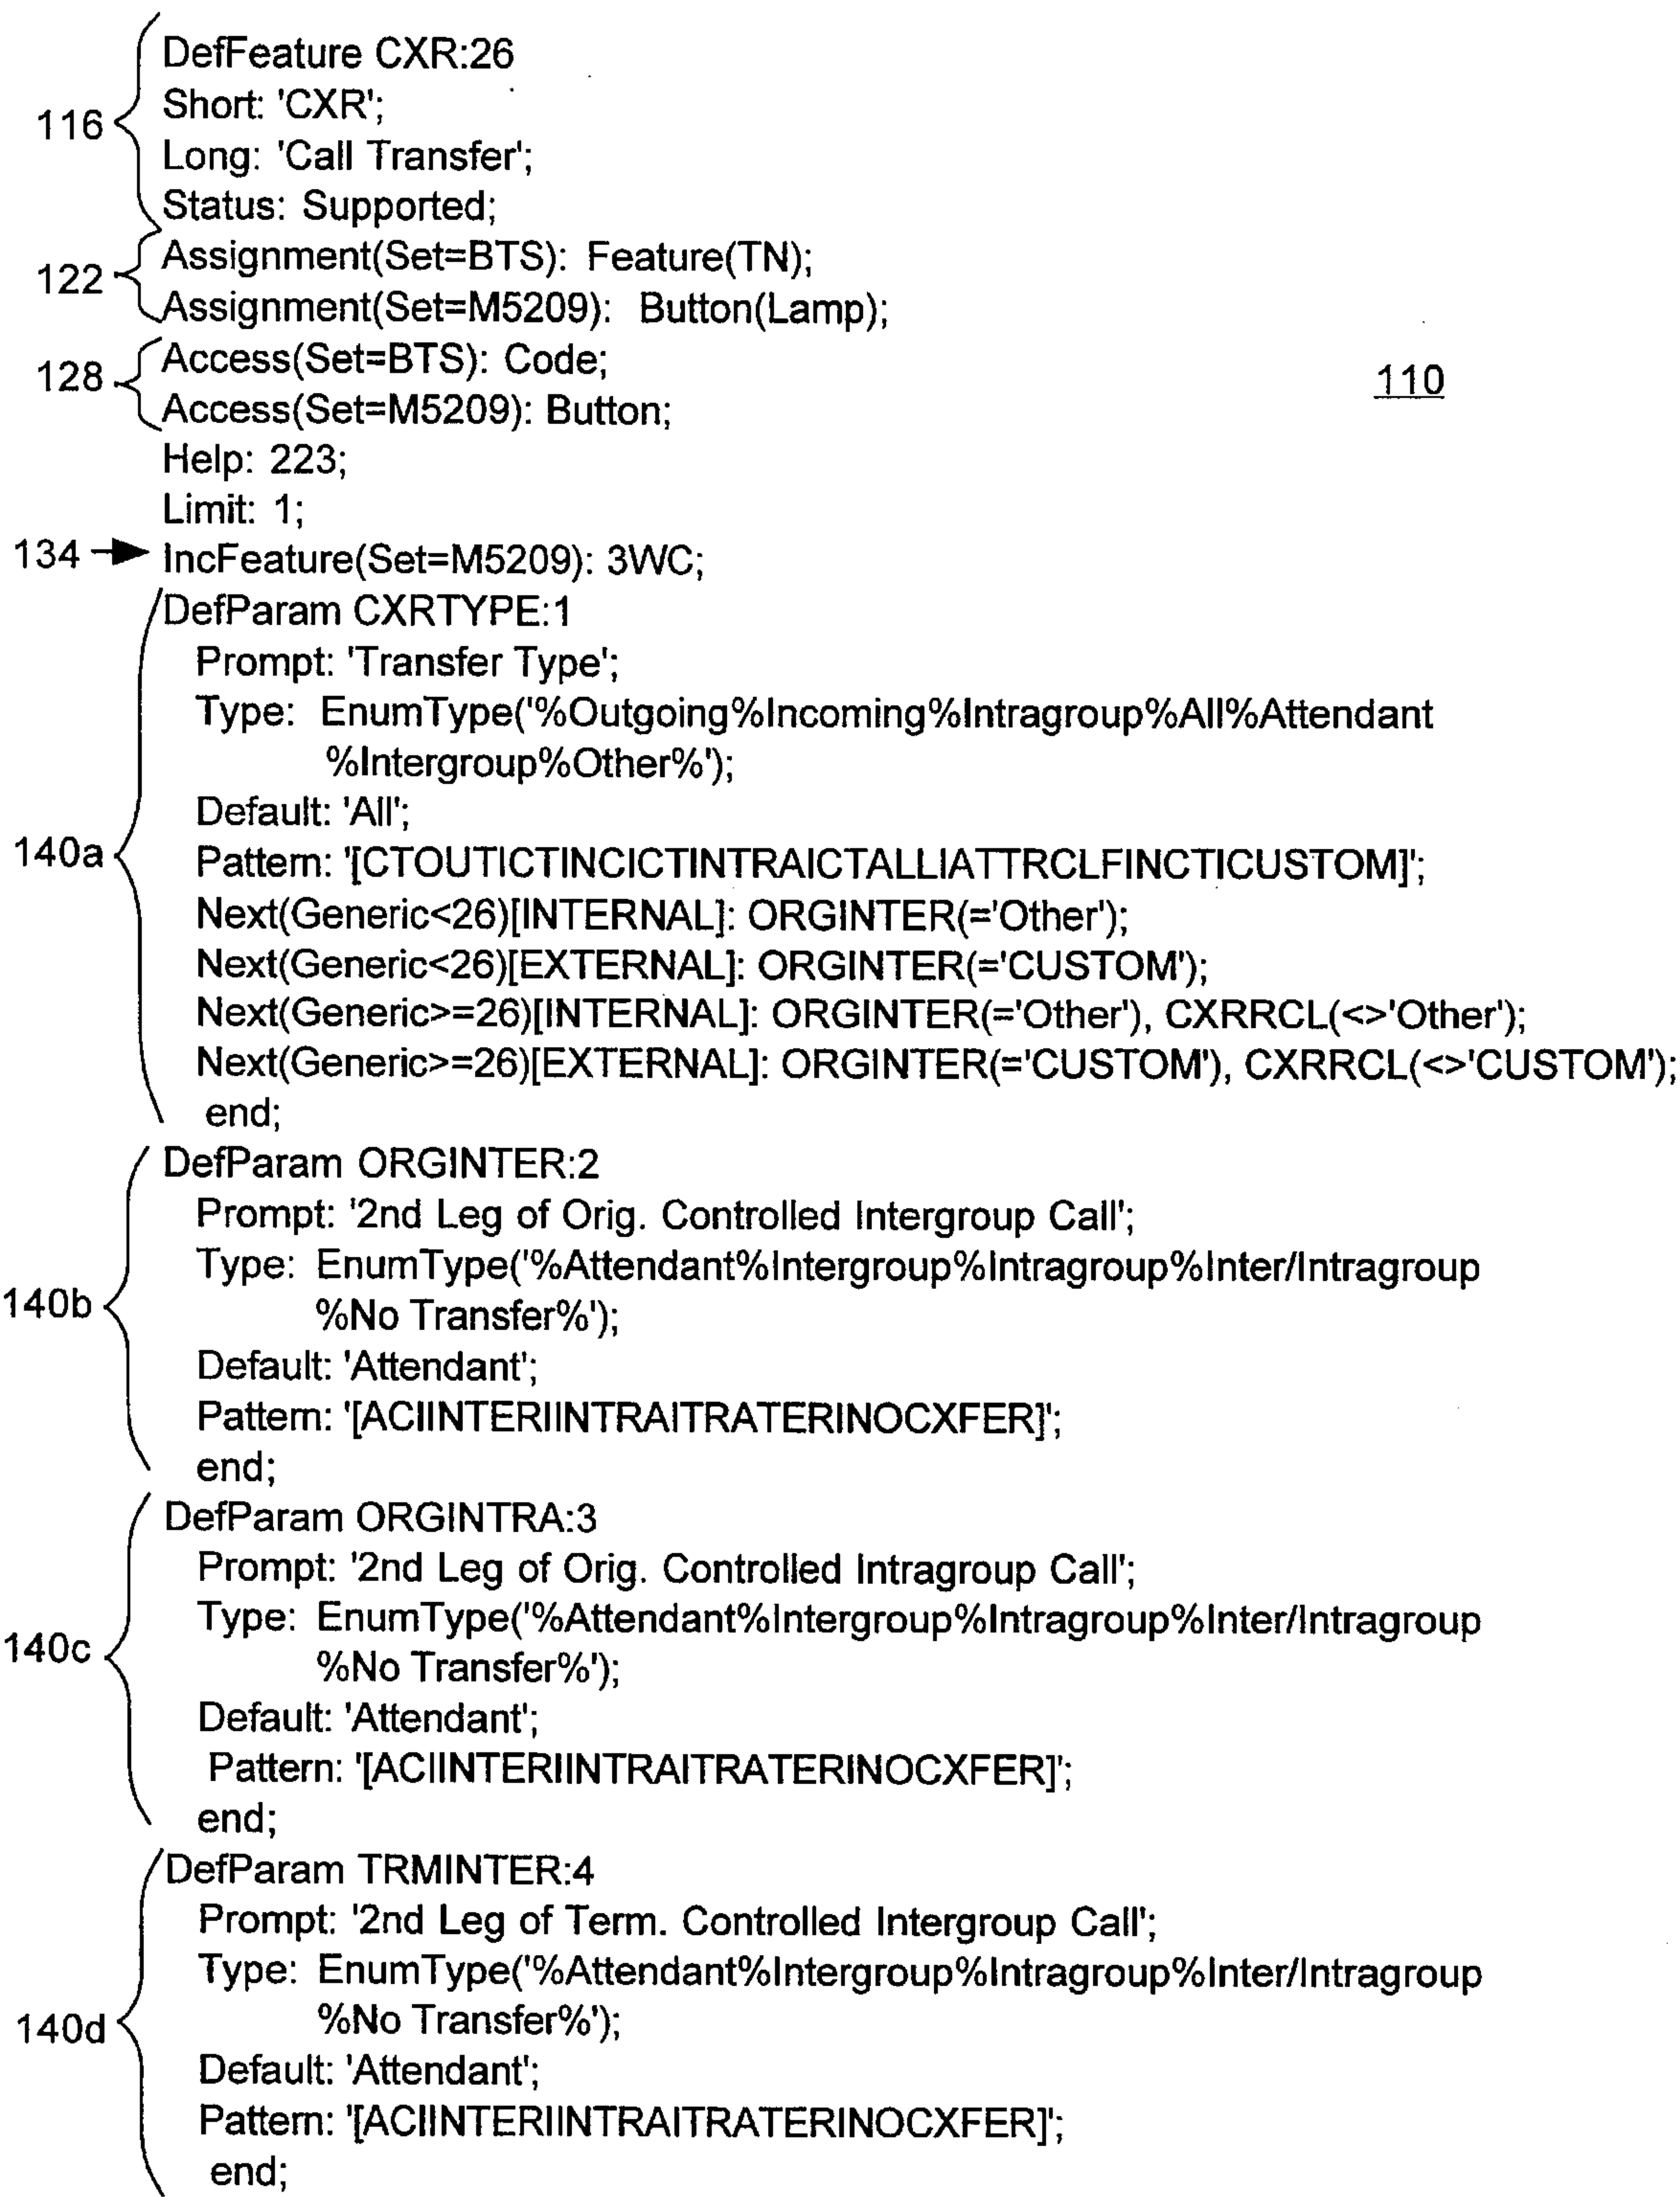 DefFeature CXR:26
116
Short: 'CXR';
Long: 'Call Transfer';
Status: Supported;
122
Assignment(Set=BTS): Feature(TN);
Assignment(Set=M5209): Button(Lamp);
128
Access(Set=BTS): Code;
Access(Set=M5209): Button;
110
Help: 223;
Limit: 1;
134 IncFeature(Set=M5209): 3WC;
140a
DefParam CXRTYPE:1
Prompt: 'Transfer Type';
Type: EnumType('%Outgoing%Incoming%Intragroup%All%Attendant
%Intergroup%Other%');
Default: 'All';
Pattern: '[CTOUTICTINCICTINTRAICTALLIATTRCLFINCTICUSTOM]';
Next(Generic<26)[INTERNAL]: ORGINTER(='Other');
Next(Generic<26)[EXTERNAL]: ORGINTER(='CUSTOM');
Next(Generic>=26)[INTERNAL]: ORGINTER(='Other'), CXRRCL(<>'Other');
Next(Generic>=26)[EXTERNAL]: ORGINTER(='CUSTOM'), CXRRCL(<>'CUSTOM');
end;
140b
DefParam ORGINTER:2
Prompt: '2nd Leg of Orig. Controlled Intergroup Call';
Type: EnumType('%Attendant%Intergroup%Intragroup%Inter/Intragroup
%No Transfer%');
Default: 'Attendant';
Pattern: '[ACIINTERIINTRAITRATERINOCXFER]';
end;
140c
DefParam ORGINTRA:3
Prompt: '2nd Leg of Orig. Controlled Intragroup Call';
Type: EnumType('%Attendant%Intergroup%Intragroup%Inter/Intragroup
%No Transfer%');
Default: 'Attendant';
Pattern: '[ACIINTERIINTRAITRATERINOCXFER]';
end;
140d
DefParam TRMINTER:4
Prompt: '2nd Leg of Term. Controlled Intergroup Call';
Type: EnumType('%Attendant%Intergroup%Intragroup%Inter/Intragroup
%No Transfer%');
Default: 'Attendant';
Pattern: '[ACIINTERIINTRAITRATERINOCXFER]';
end;